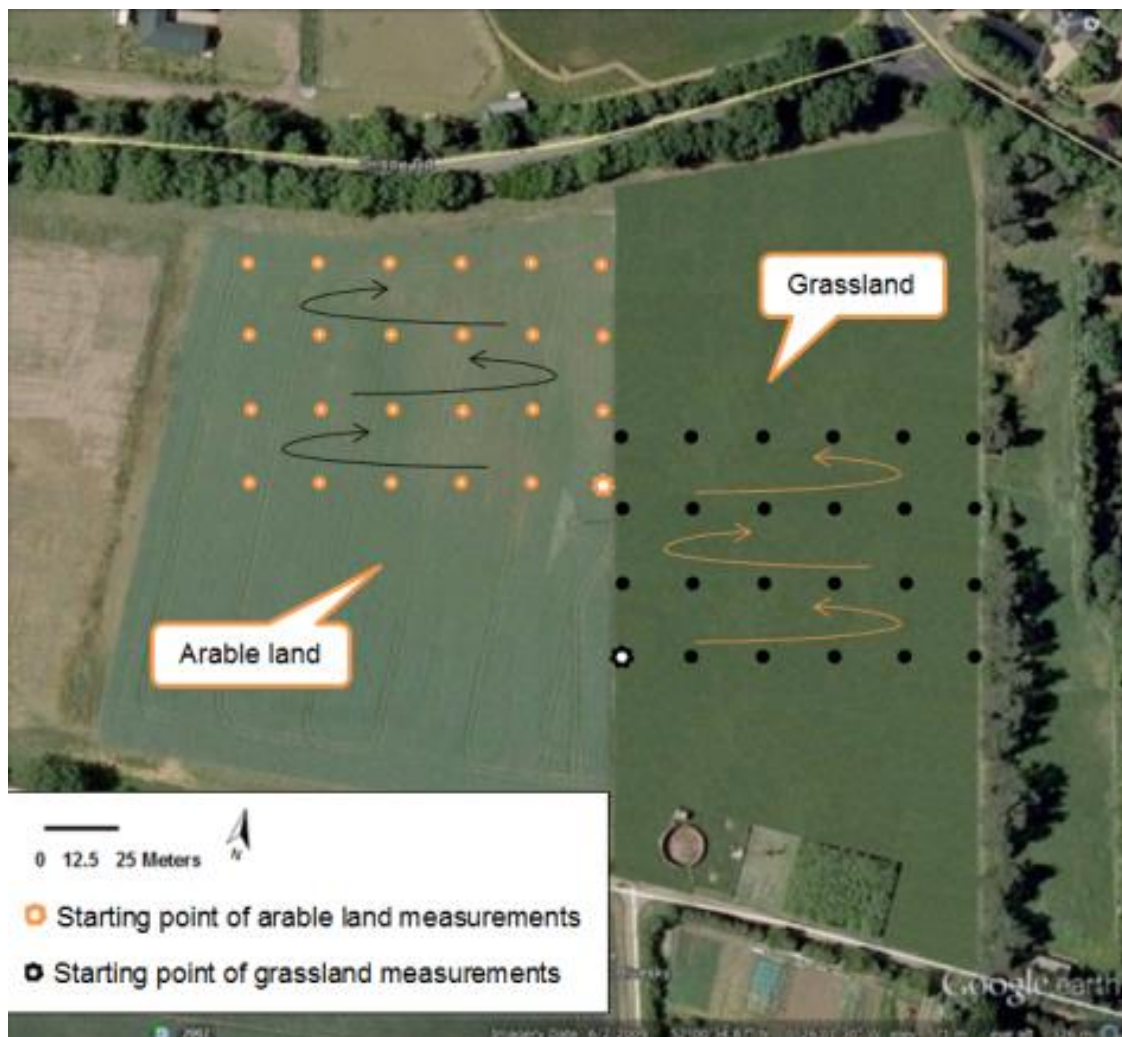 Grassland
Arable land
0 12.5 25 Meters
N
Starting point of arable land measurements
Starting point of grassland measurements
Google earth